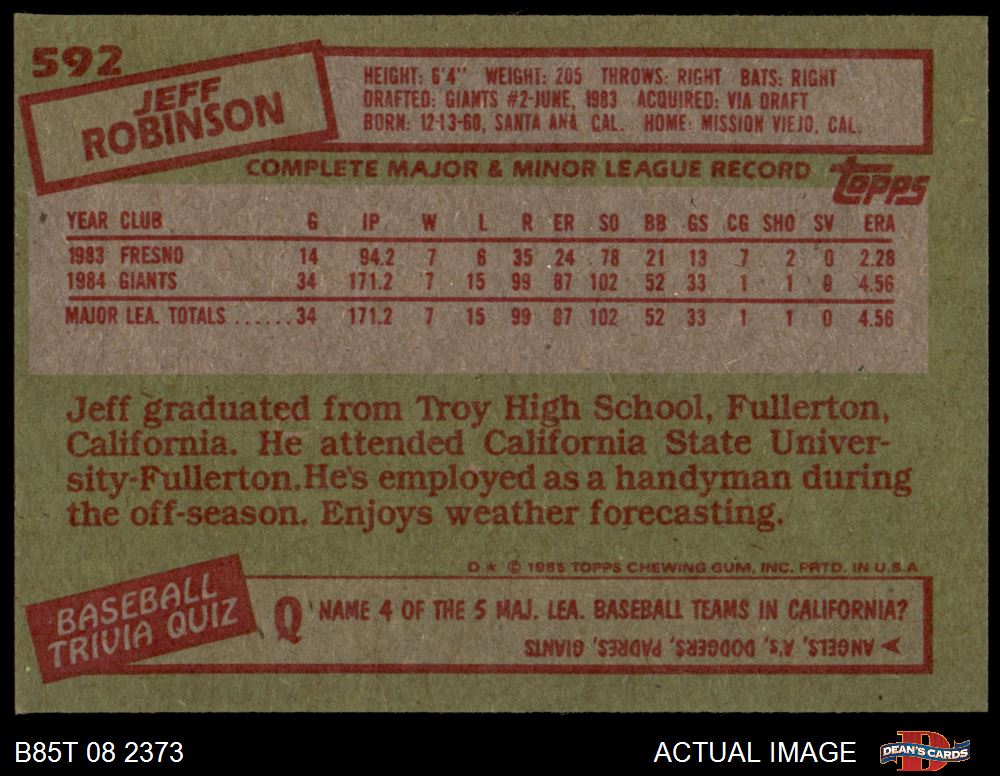 592
JEFF
ROBINSON
HEIGHT: 6'4" WEIGHT: 205 THROWS: RIGHT BATS: RIGHT
DRAFTED: GIANTS #2-JUNE, 1983 ACQUIRED: VIA DRAFT
BORN: 12-13-60, SANTA ANA CAL. HOME: MISSION VIEJO, CAL.
COMPLETE MAJOR & MINOR LEAGUE RECORD
Topps
YEAR CLUB G IP W L R ER SO BB GS CG SHO SV ERA
1983 FRESNO 14 94.2 7 6 35 24 78 21 13 7 2 0 2.28
1984 GIANTS 34 171.2 7 15 99 87 102 52 33 1 1 0 4.56
MAJOR LEA. TOTALS.......34 171.2 7 15 99 87 102 52 33 1 1 0 4.56
Jeff graduated from Troy High School, Fullerton,
California. He attended California State Univer-
sity-Fullerton. He's employed as a handyman during
the off-season. Enjoys weather forecasting.
D * © 1985 TOPPS CHEWING GUM, INC. PRTD. IN U.S.A
BASEBALL
TRIVIA QUIZ
Q NAME 4 OF THE 5 MAJ. LEA. BASEBALL TEAMS IN CALIFORNIA?
ANGELS, A's, DODGERS, PADRES, GIANTS
B85T 08 2373
ACTUAL IMAGE
D
DEAN'S CARDS